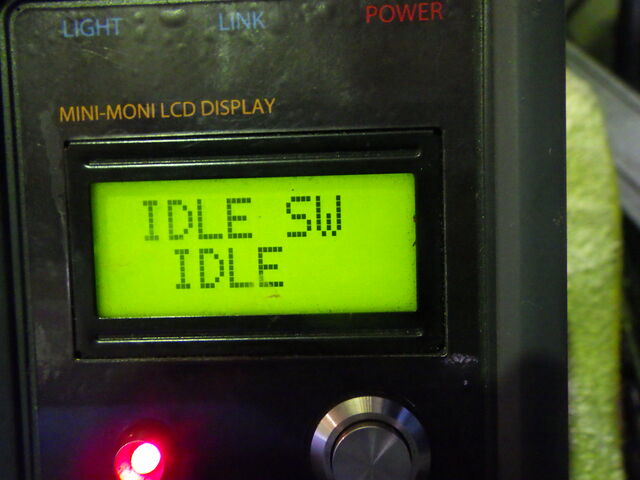 LIGHT LINK POWER
MINI-MONI LCD DISPLAY
IDLE SW
IDLE